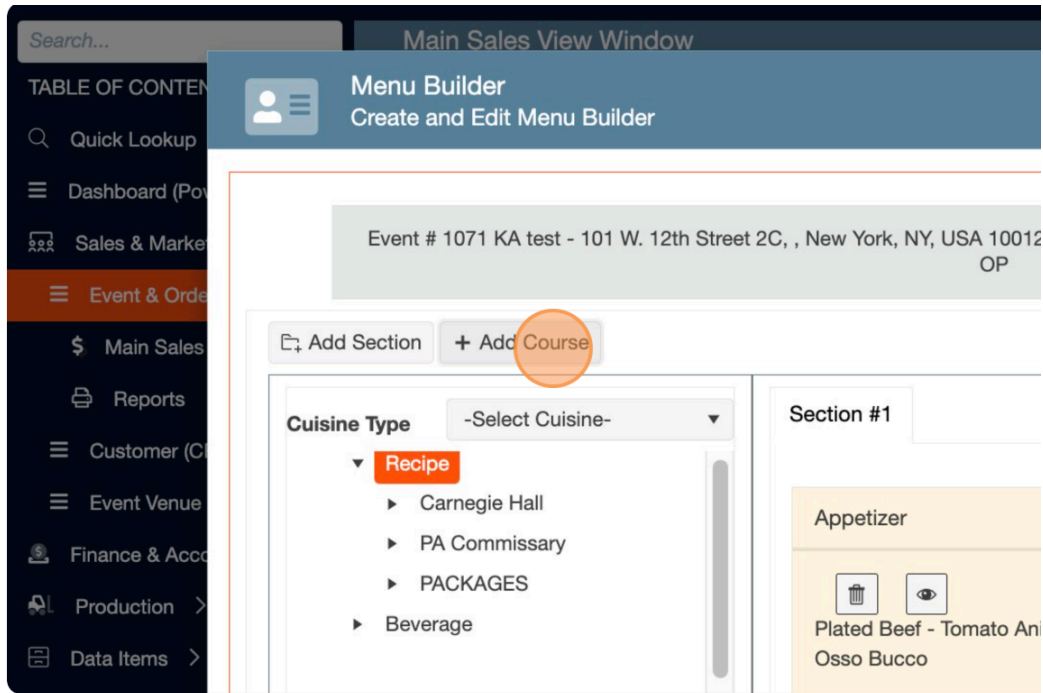 Search...
Main Sales View Window
TABLE OF CONTEN
Menu Builder
Create and Edit Menu Builder
Quick Lookup
Dashboard (Pov
Sales & Market
Event & Orde
Main Sales
Reports
Customer (Cl
Event Venue
Finance & Acco
Production
Data Items
Event # 1071 KA test - 101 W. 12th Street 2C, , New York, NY, USA 10012
OP
Add Section
+ Add Course
Cuisine Type
-Select Cuisine-
Recipe
Carnegie Hall
PA Commissary
PACKAGES
Beverage
Section #1
Appetizer
Plated Beef - Tomato Ani
Osso Bucco